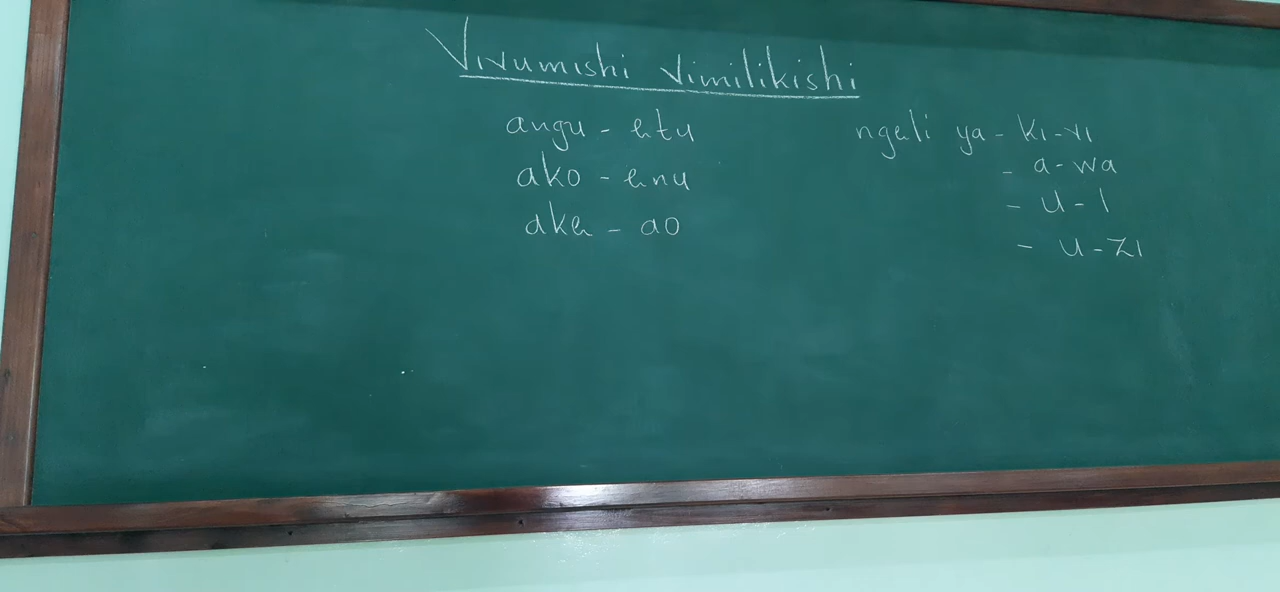 Vivumishi vimilikishi
angu - etu
ako - enu
ake - ao
ngeli ya - ki-vi
- a-wa
- u-i
- u-zi